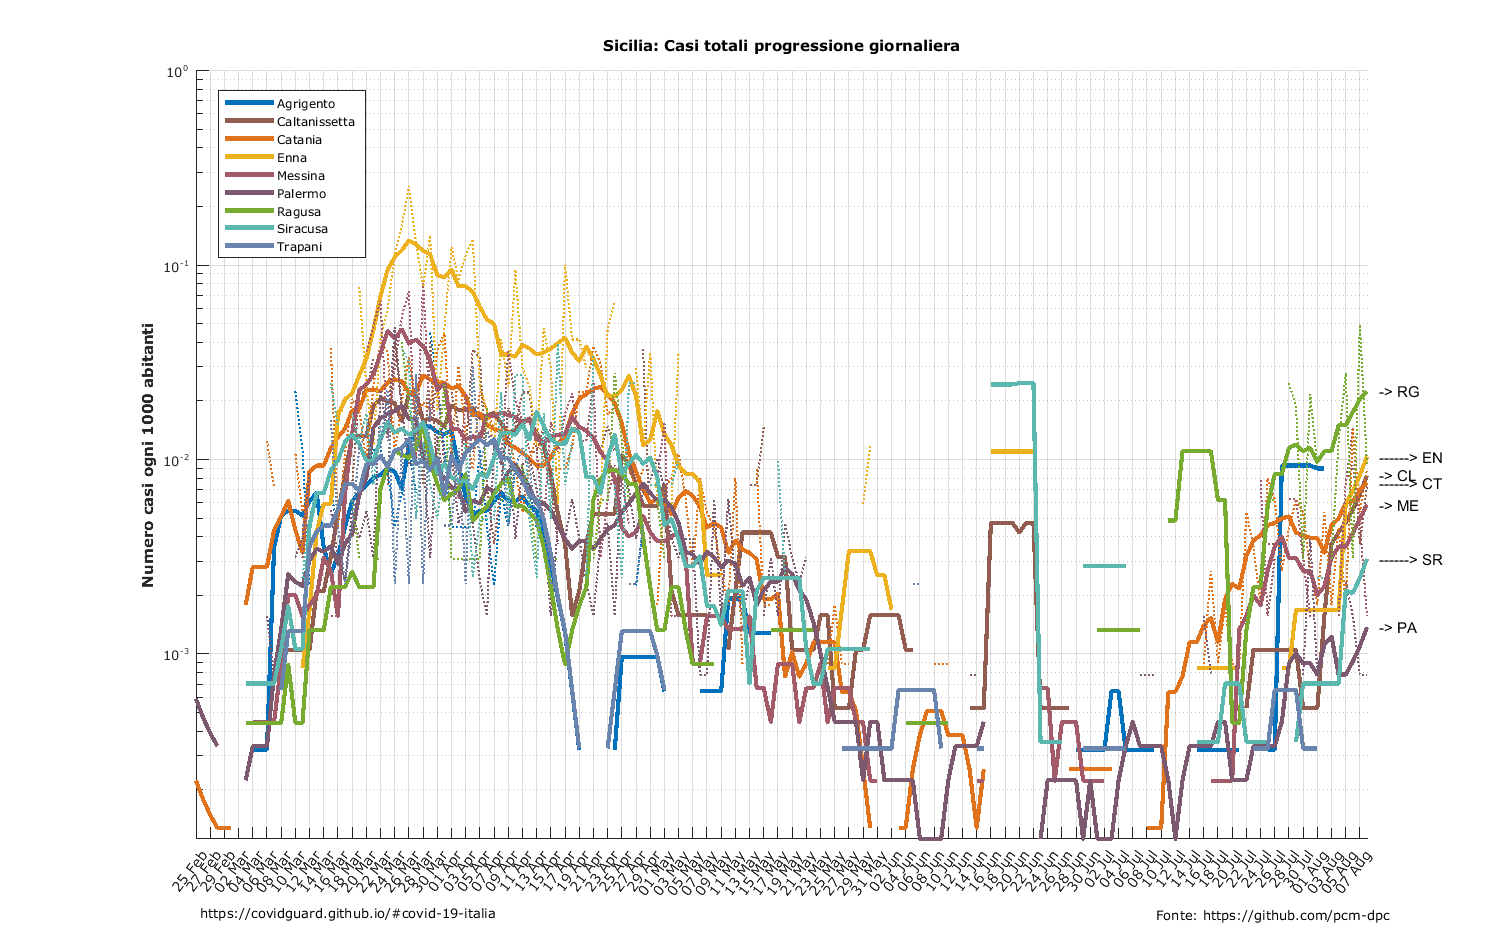 Sicilia: Casi totali progressione giornaliera
Numero casi ogni 1000 abitanti
10⁰
10⁻¹
10⁻²
10⁻³
Agrigento
Caltanissetta
Catania
Enna
Messina
Palermo
Ragusa
Siracusa
Trapani
-> RG
------> EN
-> CL
------> CT
-> ME
------> SR
-> PA
25 Feb
27 Feb
29 Feb
02 Mar
04 Mar
06 Mar
08 Mar
10 Mar
12 Mar
14 Mar
16 Mar
18 Mar
20 Mar
22 Mar
24 Mar
26 Mar
28 Mar
30 Mar
01 Apr
03 Apr
05 Apr
07 Apr
09 Apr
11 Apr
13 Apr
15 Apr
17 Apr
19 Apr
21 Apr
23 Apr
25 Apr
27 Apr
29 Apr
01 May
03 May
05 May
07 May
09 May
11 May
13 May
15 May
17 May
19 May
21 May
23 May
25 May
27 May
29 May
31 May
02 Jun
04 Jun
06 Jun
08 Jun
10 Jun
12 Jun
14 Jun
16 Jun
18 Jun
20 Jun
22 Jun
24 Jun
26 Jun
28 Jun
30 Jun
02 Jul
04 Jul
06 Jul
08 Jul
10 Jul
12 Jul
14 Jul
16 Jul
18 Jul
20 Jul
22 Jul
24 Jul
26 Jul
28 Jul
30 Jul
01 Aug
03 Aug
05 Aug
07 Aug
https://covidguard.github.io/#covid-19-italia
Fonte: https://github.com/pcm-dpc